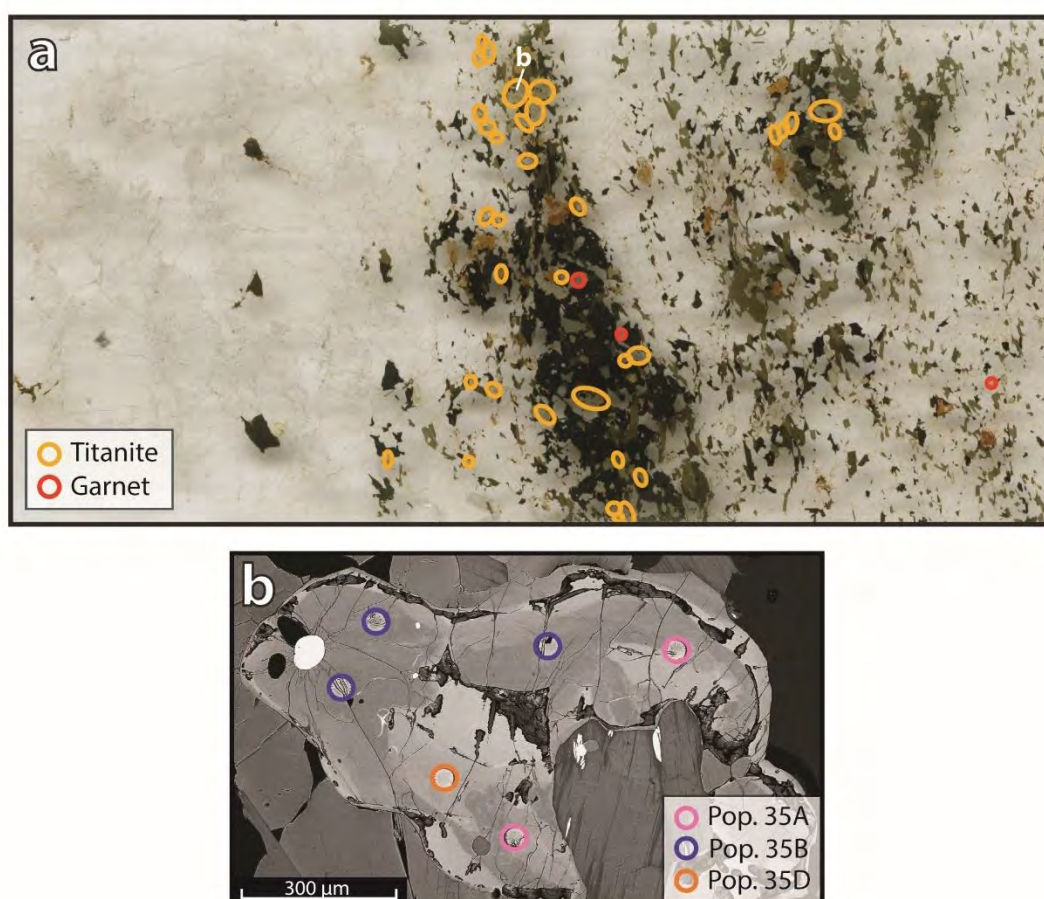 a
b
Titanite
Garnet
b
Pop. 35A
Pop. 35B
Pop. 35D
300 μm